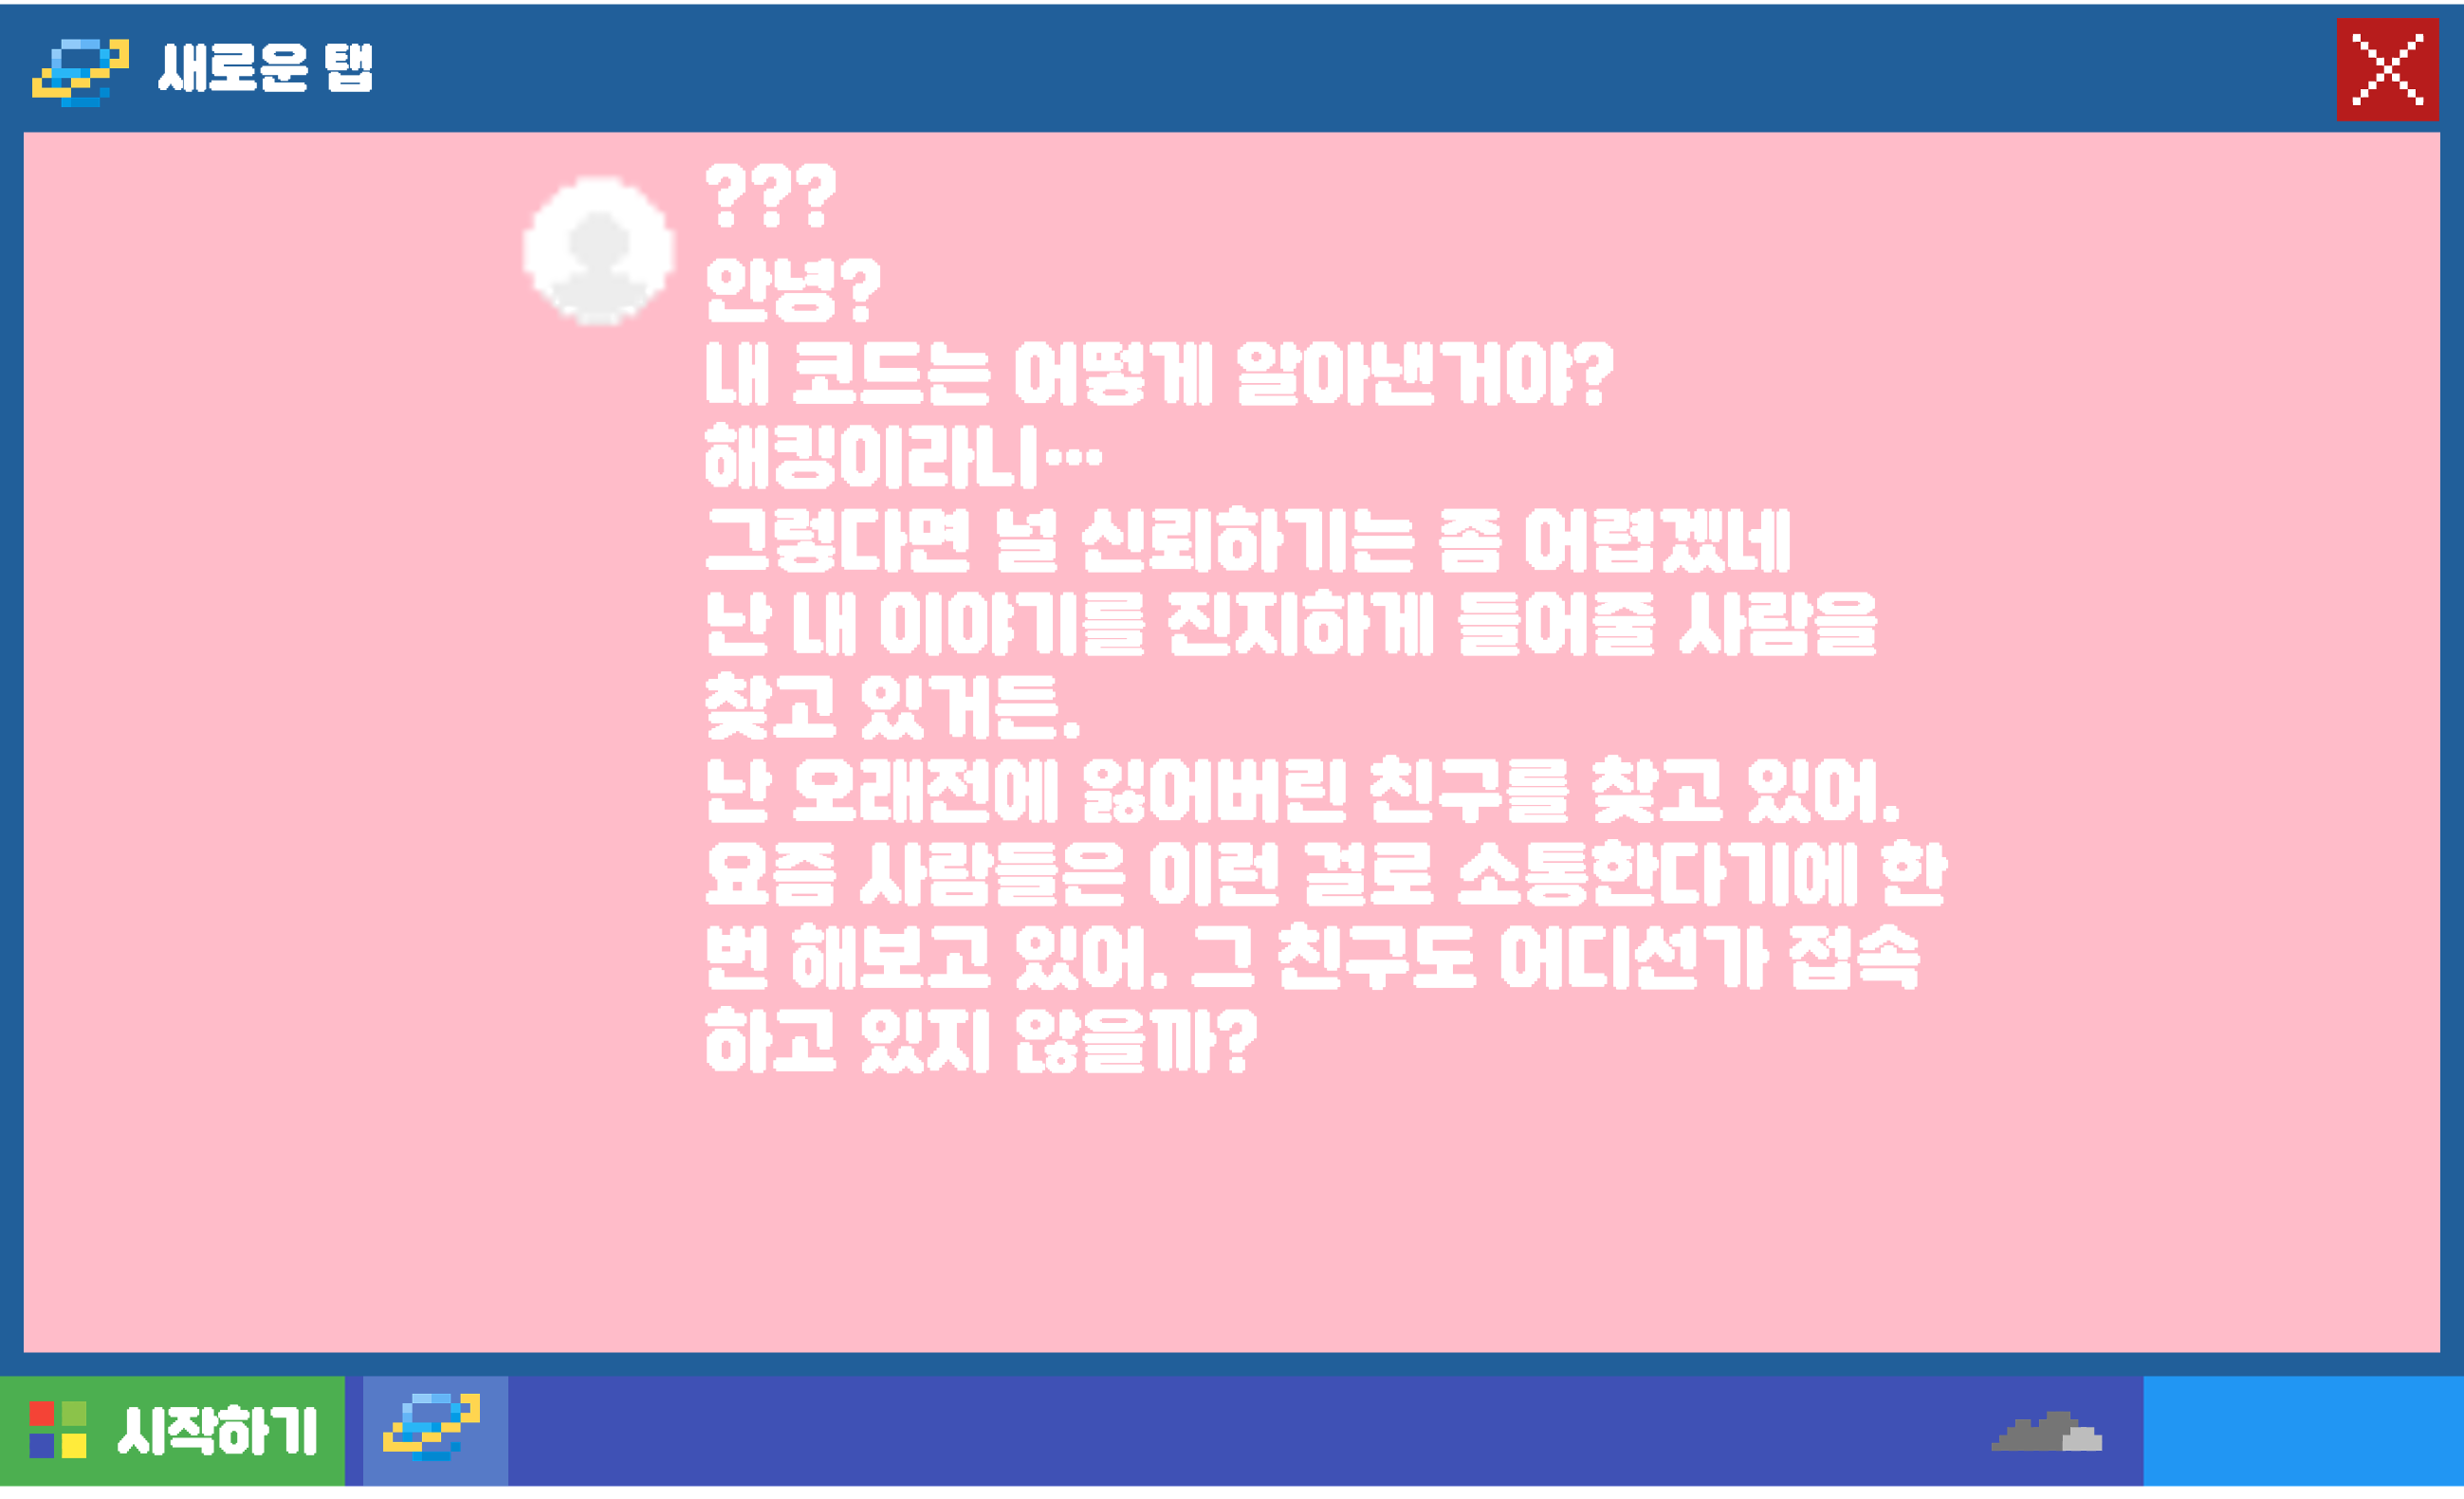 새로운 탭
???
안녕?
내 코드는 어떻게 알아낸거야?
해킹이라니...
그렇다면 널 신뢰하기는 좀 어렵겠네
난 내 이야기를 진지하게 들어줄 사람을
찾고 있거든.
난 오래전에 잃어버린 친구를 찾고 있어.
요즘 사람들은 이런 걸로 소통한다기에 한
번 해보고 있어. 그 친구도 어디선가 접속
하고 있지 않을까?
시작하기